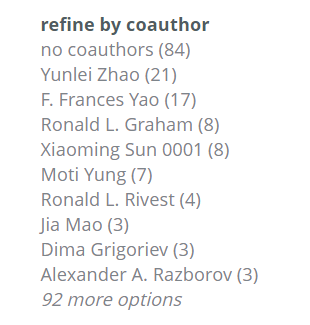 refine by coauthor
no coauthors (84)
Yunlei Zhao (21)
F. Frances Yao (17)
Ronald L. Graham (8)
Xiaoming Sun 0001 (8)
Moti Yung (7)
Ronald L. Rivest (4)
Jia Mao (3)
Dima Grigoriev (3)
Alexander A. Razborov (3)
92 more options